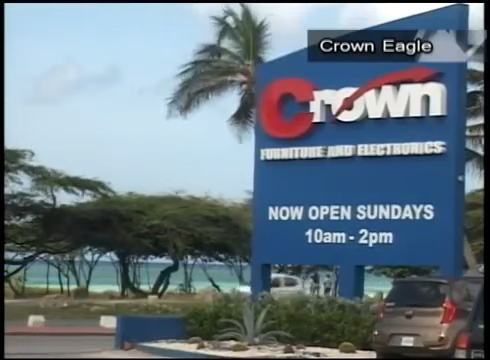 Crown Eagle
Crown
FURNITURE AND ELECTRONICS
NOW OPEN SUNDAYS
10am - 2pm